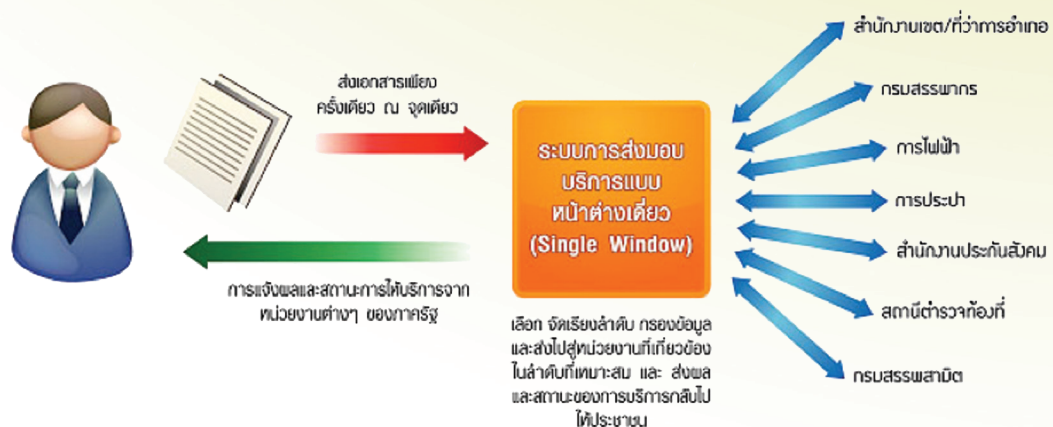 ส่งเอกสารเพียง
ครั้งเดียว ณ จุดเดียว
การแจ้งผลและสถานะการให้บริการจาก
หน่วยงานต่างๆ ของภาครัฐ
ระบบการส่งมอบ
บริการแบบ
หน้าต่างเดี่ยว
(Single Window)
เลือก จัดเรียงลำดับ กรองข้อมูล
และส่งไปสู่หน่วยงานที่เกี่ยวข้อง
ในลำดับที่เหมาะสม และ ส่งผล
และสถานะของการบริการกลับไป
ให้ประชาชน
สำนักงานเขต/ที่ว่าการอำเภอ
กรมสรรพากร
การไฟฟ้า
การประปา
สำนักงานประกันสังคม
สถานีตำรวจท้องที่
กรมสรรพสามิต